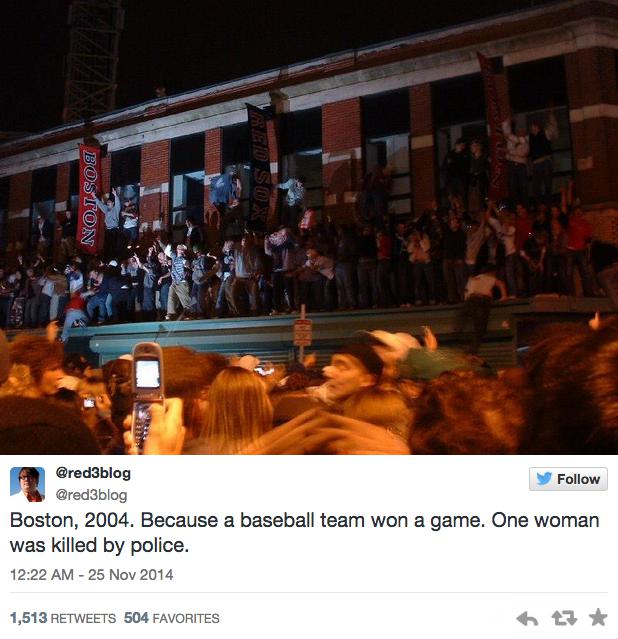 BOSTON
RED SOX
@red3blog
@red3blog
Follow
Boston, 2004. Because a baseball team won a game. One woman
was killed by police.
12:22 AM - 25 Nov 2014
1,513 RETWEETS 504 FAVORITES